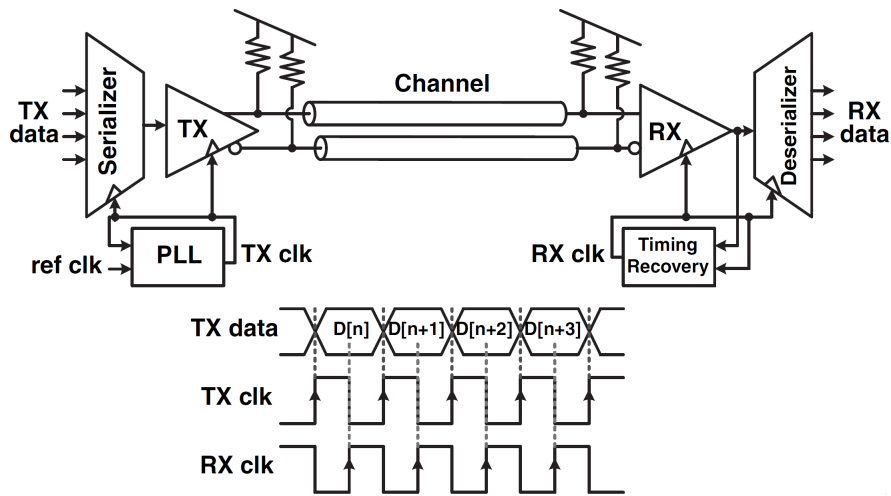 Channel
TX
data
Serializer
TX
RX
Deserializer
RX
data
ref clk
PLL
TX clk
RX clk
Timing
Recovery
TX data
D[n] D[n+1] D[n+2] D[n+3]
TX clk
RX clk